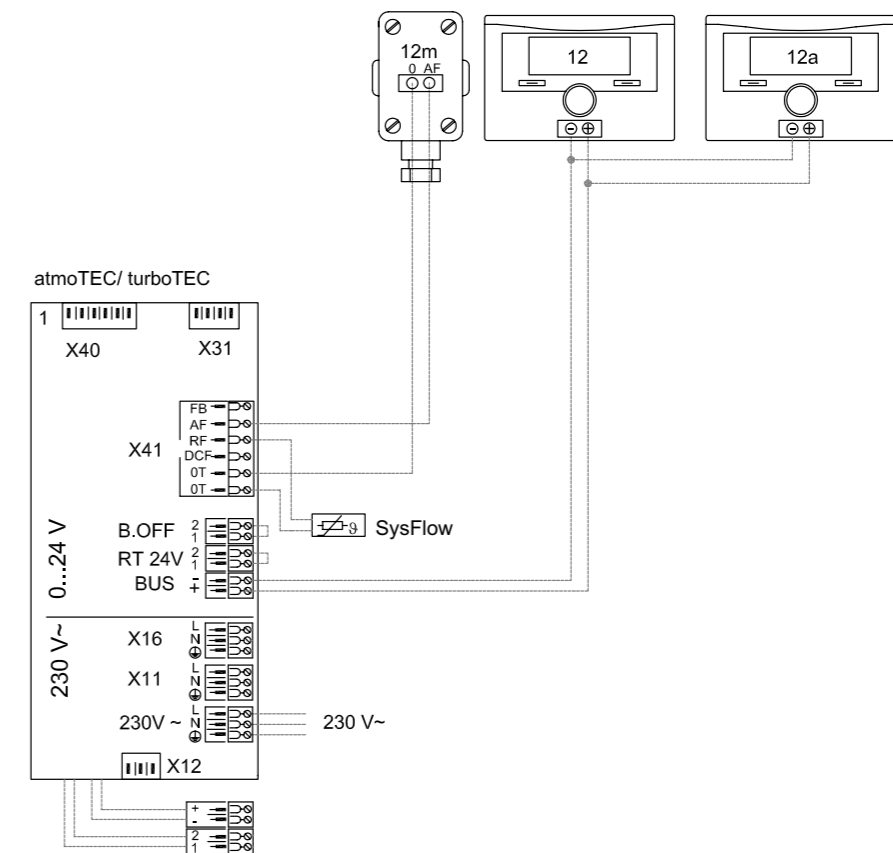 12m
0 AF
12
12a
⊖ ⊕
⊖ ⊕
atmoTEC/ turboTEC
1
X40
X31
X41
FB
AF
RF
DCF
0T
0T
ϑ SysFlow
0...24 V
B.OFF 2
1
RT 24V 2
1
BUS -
+
230 V~
X16 L
N
X11 L
N
230V ~ L
N
230 V~
X12
+
-
2
1